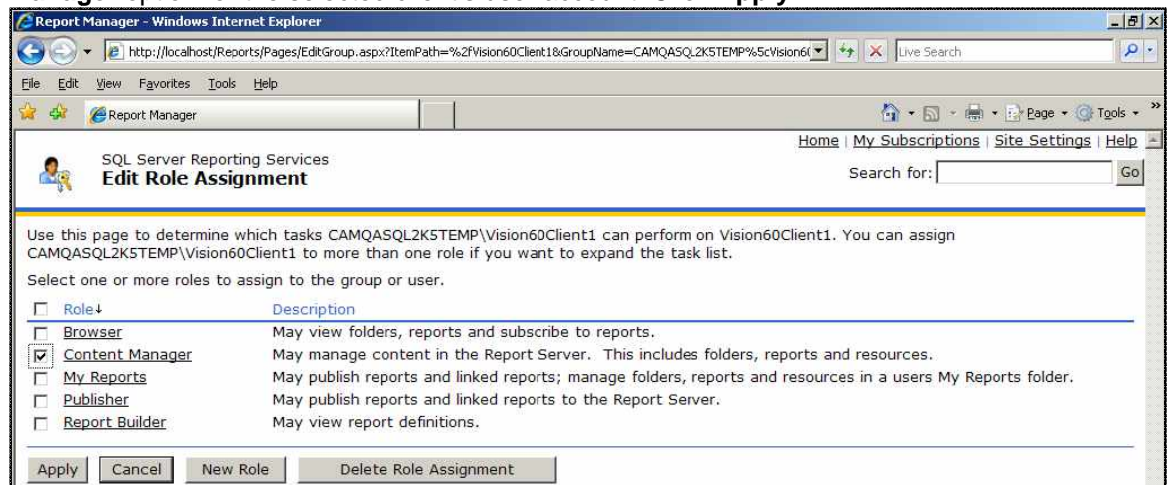 Report Manager - Windows Internet Explorer
http://localhost/Reports/Pages/EditGroup.aspx?ItemPath=%2fVision60Client1&GroupName=CAMQASQL2K5TEMP%5cVision6(
Live Search
File Edit View Favorites Tools Help
Report Manager
Page Tools »
Home | My Subscriptions | Site Settings | Help
SQL Server Reporting Services
Edit Role Assignment
Search for: Go
Use this page to determine which tasks CAMQASQL2K5TEMP\Vision60Client1 can perform on Vision60Client1. You can assign
CAMQASQL2K5TEMP\Vision60Client1 to more than one role if you want to expand the task list.
Select one or more roles to assign to the group or user.
Role↓ Description
Browser May view folders, reports and subscribe to reports.
Content Manager May manage content in the Report Server. This includes folders, reports and resources.
My Reports May publish reports and linked reports; manage folders, reports and resources in a users My Reports folder.
Publisher May publish reports and linked reports to the Report Server.
Report Builder May view report definitions.
Apply Cancel New Role Delete Role Assignment